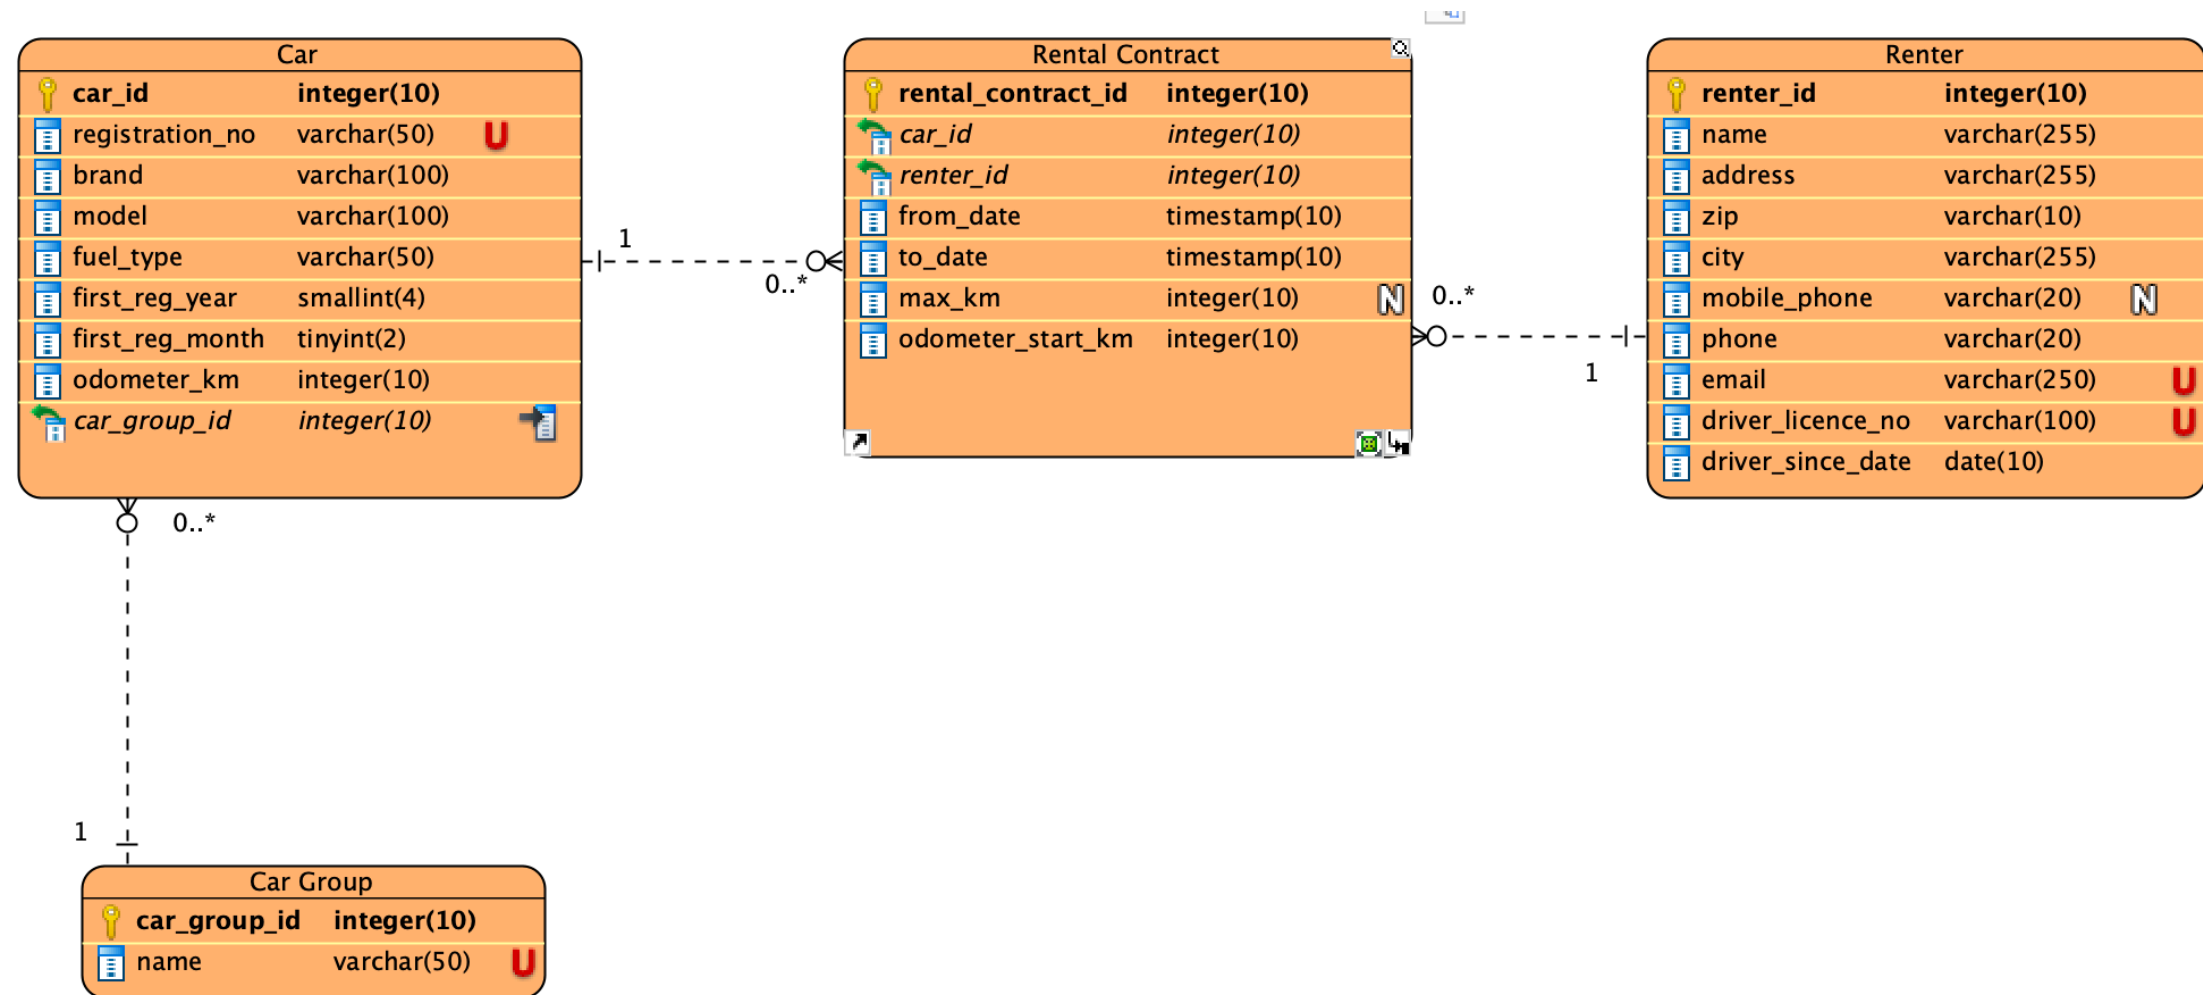 Car
car_id integer(10)
registration_no varchar(50) U
brand varchar(100)
model varchar(100)
fuel_type varchar(50)
first_reg_year smallint(4)
first_reg_month tinyint(2)
odometer_km integer(10)
car_group_id integer(10)
1
0..*
Rental Contract
rental_contract_id integer(10)
car_id integer(10)
renter_id integer(10)
from_date timestamp(10)
to_date timestamp(10)
max_km integer(10) N
odometer_start_km integer(10)
0..*
1
Renter
renter_id integer(10)
name varchar(255)
address varchar(255)
zip varchar(10)
city varchar(255)
mobile_phone varchar(20) N
phone varchar(20)
email varchar(250) U
driver_licence_no varchar(100) U
driver_since_date date(10)
0..*
1
Car Group
car_group_id integer(10)
name varchar(50) U